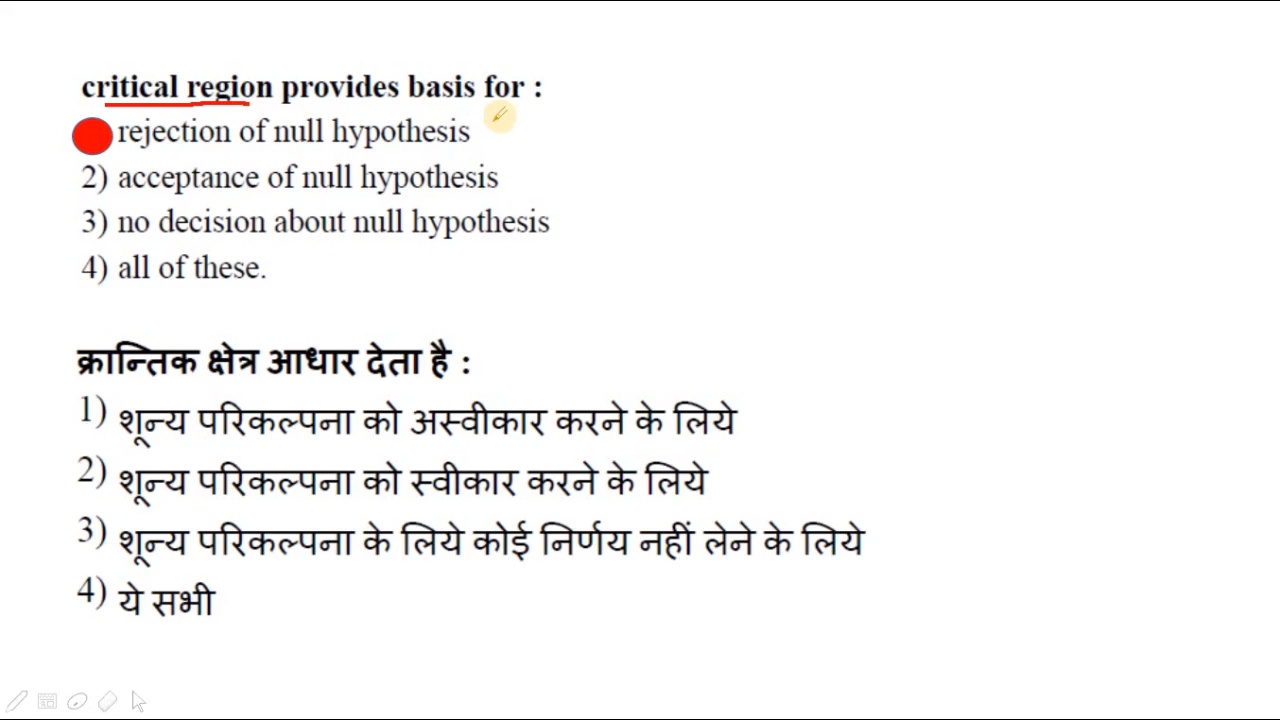 critical region provides basis for :
rejection of null hypothesis
2) acceptance of null hypothesis
3) no decision about null hypothesis
4) all of these.
क्रान्तिक क्षेत्र आधार देता है :
1) शून्य परिकल्पना को अस्वीकार करने के लिये
2) शून्य परिकल्पना को स्वीकार करने के लिये
3) शून्य परिकल्पना के लिये कोई निर्णय नहीं लेने के लिये
4) ये सभी